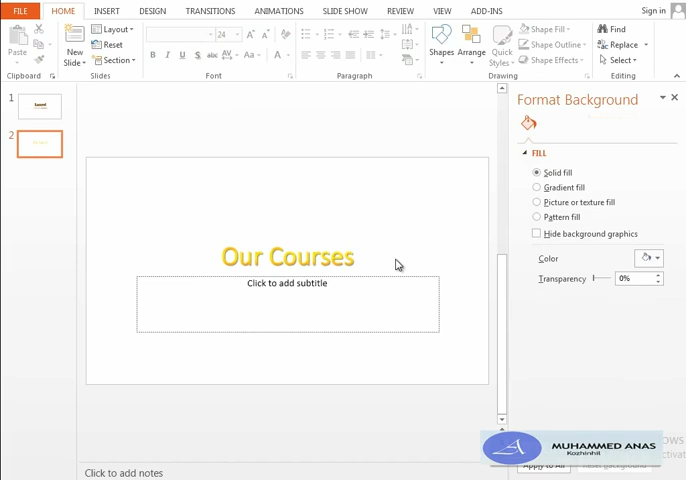 FILE HOME INSERT DESIGN TRANSITIONS ANIMATIONS SLIDE SHOW REVIEW VIEW ADD-INS Sign in
Paste
New
Slide
Layout
Reset
Section
24
B I U S abc AV Aa A
Shapes Arrange Quick
Styles
Shape Fill
Shape Outline
Shape Effects
Find
Replace
Select
Clipboard Slides Font Paragraph Drawing Editing
1
2
Our Courses
Click to add subtitle
Format Background
FILL
Solid fill
Gradient fill
Picture or texture fill
Pattern fill
Hide background graphics
Color
Transparency 0%
MUHAMMED ANAS
Kozhinhil
Apply to All Reset Background
Click to add notes